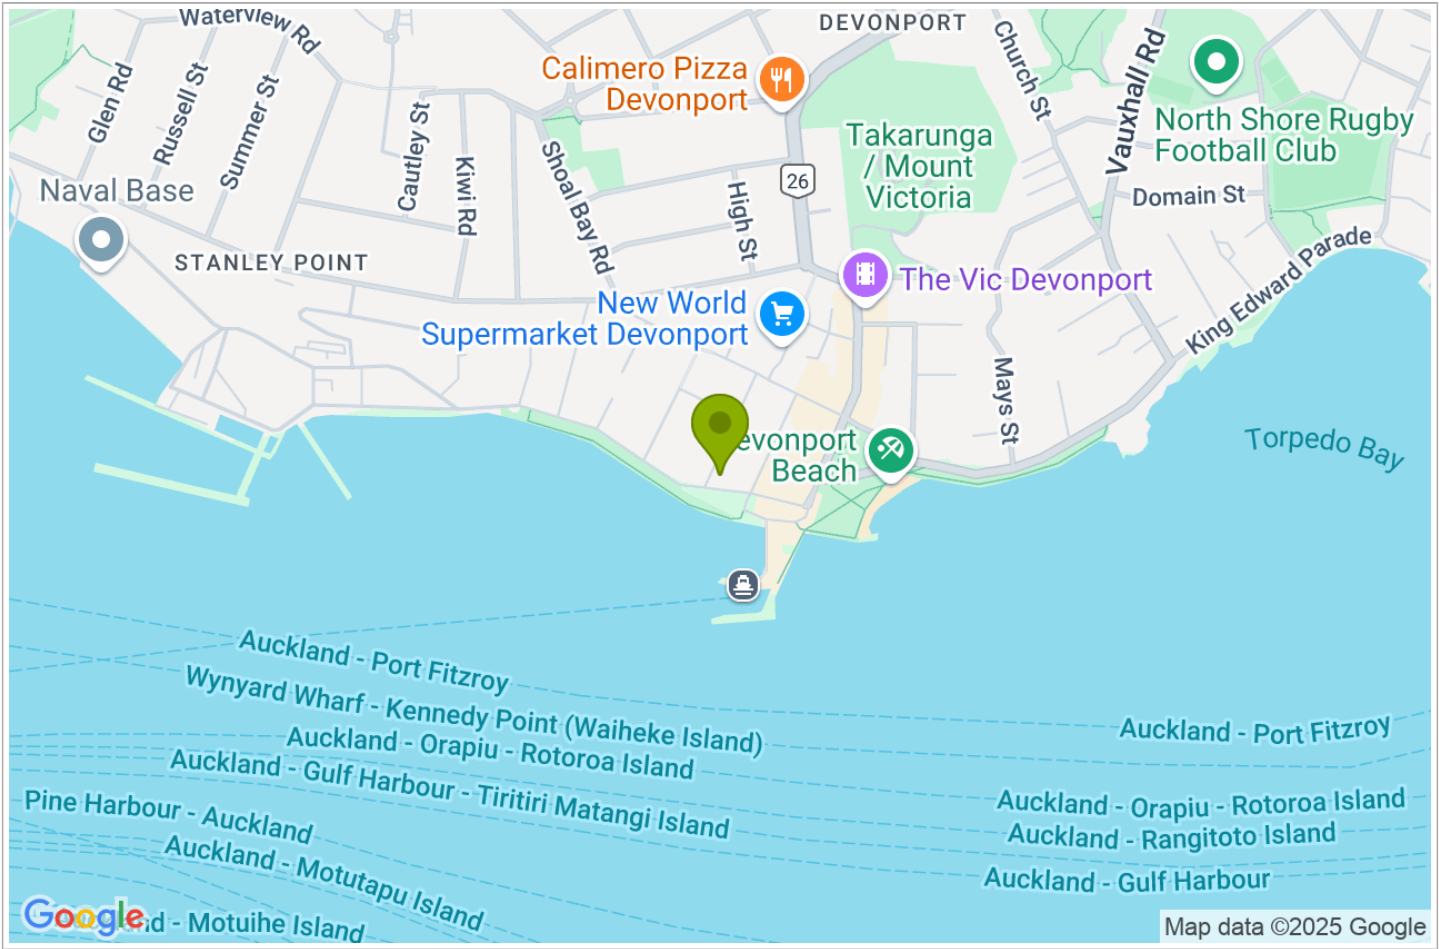 Waterview Rd
DEVONPORT
Church St
Vauxhall Rd
Glen Rd
Russell St
Summer St
Calimero Pizza
Devonport
Cautley St
Kiwi Rd
Shoal Bay Rd
High St
26
Takarunga
/ Mount
Victoria
North Shore Rugby
Football Club
Domain St
Naval Base
STANLEY POINT
King Edward Parade
The Vic Devonport
New World
Supermarket Devonport
Mays St
evonport
Beach
Torpedo Bay
Auckland - Port Fitzroy
Wynyard Wharf - Kennedy Point (Waiheke Island)
Auckland - Port Fitzroy
Auckland - Orapiu - Rotoroa Island
Auckland - Gulf Harbour - Tiritiri Matangi Island
Auckland - Orapiu - Rotoroa Island
Pine Harbour - Auckland
Auckland - Rangitoto Island
Auckland - Motutapu Island
Auckland - Gulf Harbour
Google
nd - Motuihe Island
Map data ©2025 Google